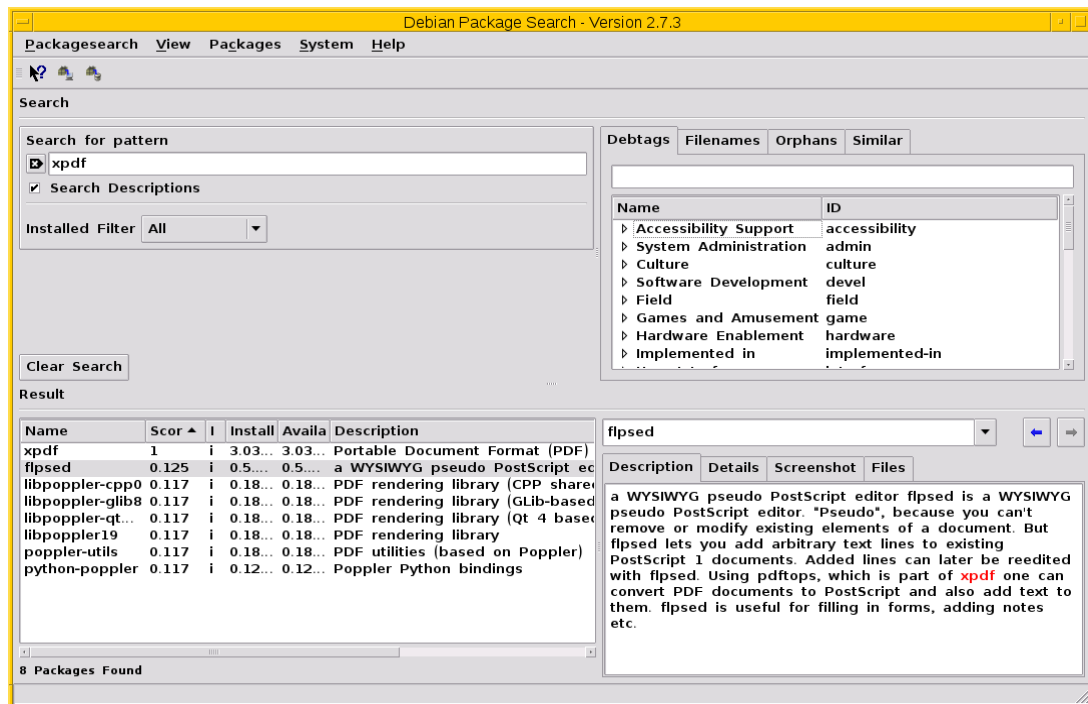 Debian Package Search - Version 2.7.3
Packagesearch View Packages System Help
Search
Search for pattern
xpdf
Search Descriptions
Installed Filter All
Clear Search
Debtags Filenames Orphans Similar
Name ID
Accessibility Support accessibility
System Administration admin
Culture culture
Software Development devel
Field field
Games and Amusement game
Hardware Enablement hardware
Implemented in implemented-in
Result
Name Scor I Install Availa Description
xpdf 1 i 3.03... 3.03... Portable Document Format (PDF)
flpsed 0.125 i 0.5.... 0.5.... a WYSIWYG pseudo PostScript ed
libpoppler-cpp0 0.117 i 0.18... 0.18... PDF rendering library (CPP share
libpoppler-glib8 0.117 i 0.18... 0.18... PDF rendering library (GLib-based
libpoppler-qt... 0.117 i 0.18... 0.18... PDF rendering library (Qt 4 base
libpoppler19 0.117 i 0.18... 0.18... PDF rendering library
poppler-utils 0.117 i 0.18... 0.18... PDF utilities (based on Poppler)
python-poppler 0.117 i 0.12... 0.12... Poppler Python bindings
8 Packages Found
flpsed
Description Details Screenshot Files
a WYSIWYG pseudo PostScript editor flpsed is a WYSIWYG
pseudo PostScript editor. "Pseudo", because you can't
remove or modify existing elements of a document. But
flpsed lets you add arbitrary text lines to existing
PostScript 1 documents. Added lines can later be reedited
with flpsed. Using pdftops, which is part of xpdf one can
convert PDF documents to PostScript and also add text to
them. flpsed is useful for filling in forms, adding notes
etc.